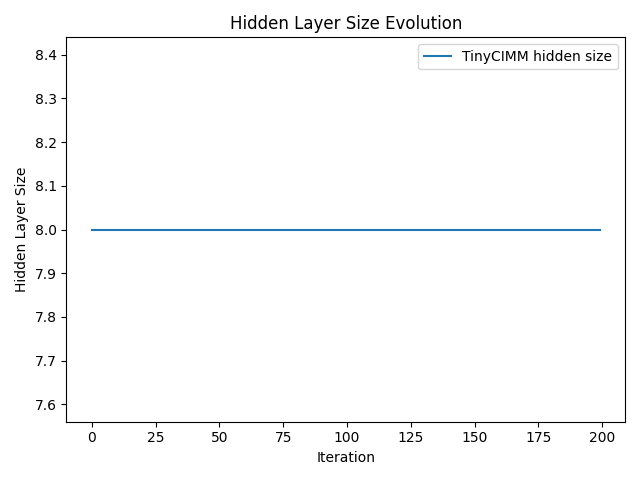 Hidden Layer Size Evolution
TinyCIMM hidden size
Hidden Layer Size
8.4
8.3
8.2
8.1
8.0
7.9
7.8
7.7
7.6
0 25 50 75 100 125 150 175 200
Iteration